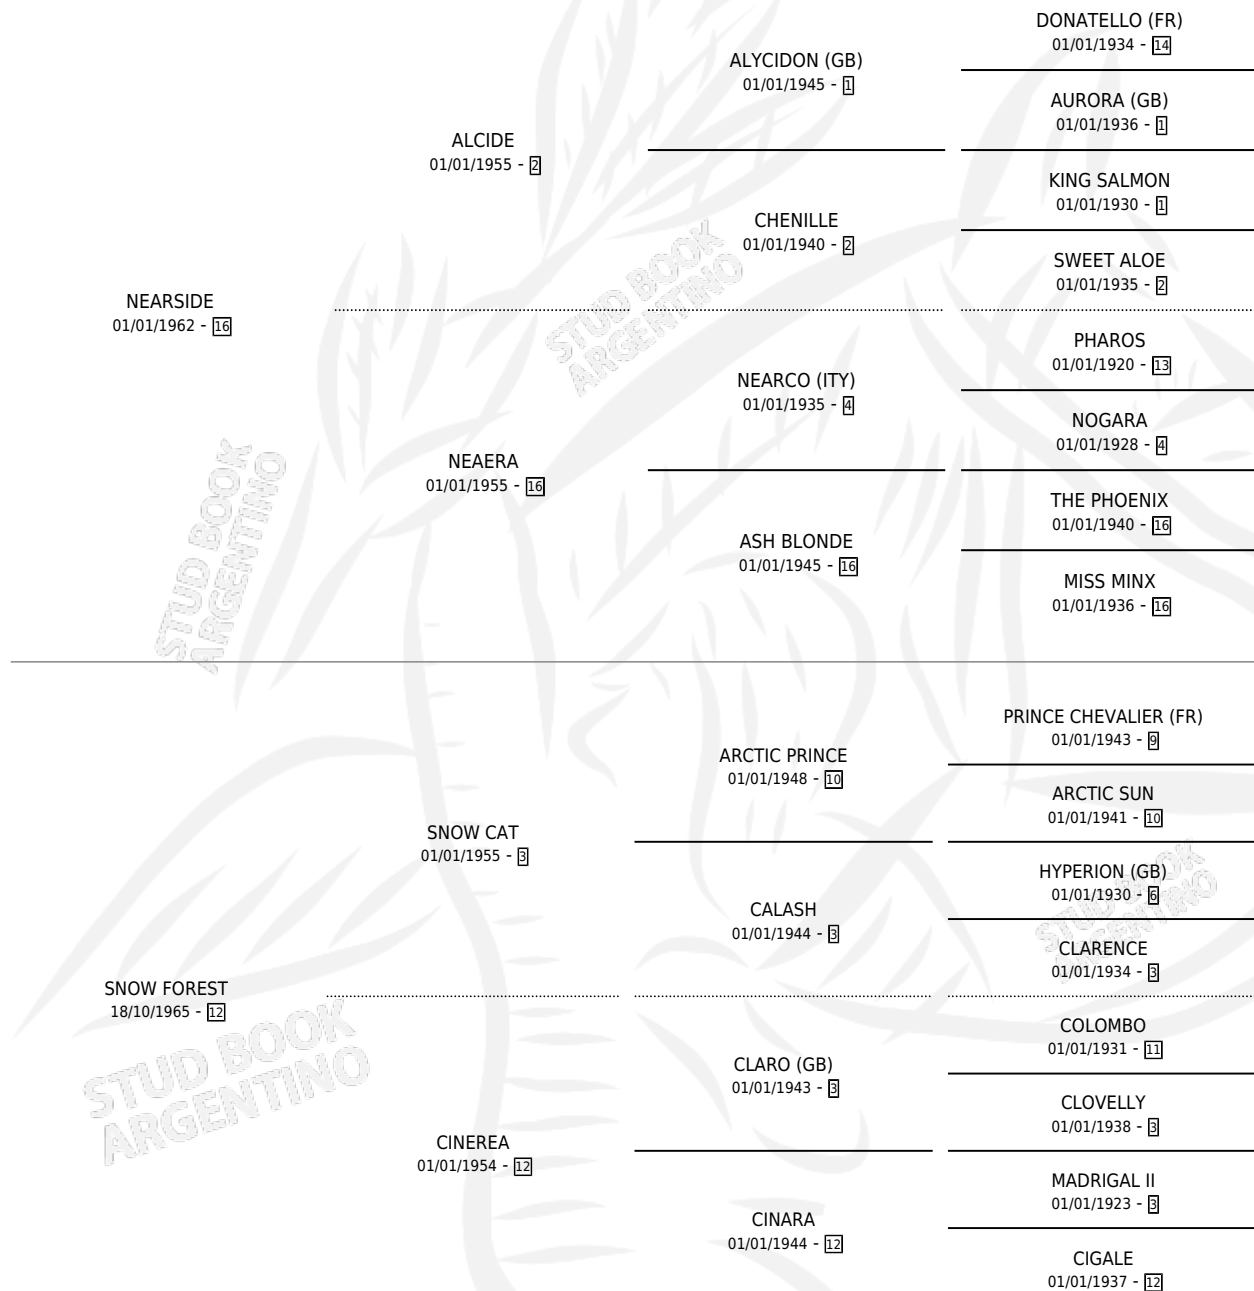 DONATELLO (FR)
01/01/1934 - 14
ALYCIDON (GB)
01/01/1945 - 1
AURORA (GB)
01/01/1936 - 1
ALCIDE
01/01/1955 - 2
KING SALMON
01/01/1930 - 1
CHENILLE
01/01/1940 - 2
SWEET ALOE
01/01/1935 - 2
NEARSIDE
01/01/1962 - 16
PHAROS
01/01/1920 - 13
NEARCO (ITY)
01/01/1935 - 4
NOGARA
01/01/1928 - 4
NEAERA
01/01/1955 - 16
THE PHOENIX
01/01/1940 - 16
ASH BLONDE
01/01/1945 - 16
MISS MINX
01/01/1936 - 16
PRINCE CHEVALIER (FR)
01/01/1943 - 9
ARCTIC PRINCE
01/01/1948 - 10
ARCTIC SUN
01/01/1941 - 10
SNOW CAT
01/01/1955 - 3
HYPERION (GB)
01/01/1930 - 6
CALASH
01/01/1944 - 3
CLARENCE
01/01/1934 - 3
SNOW FOREST
18/10/1965 - 12
COLOMBO
01/01/1931 - 11
CLARO (GB)
01/01/1943 - 3
CLOVELLY
01/01/1938 - 3
CINEREA
01/01/1954 - 12
MADRIGAL II
01/01/1923 - 3
CINARA
01/01/1944 - 12
CIGALE
01/01/1937 - 12
STUD BOOK
ARGENTINO
STUD BOOK
ARGENTINO
STUD BOOK
ARGENTINO
STUD BOOK
ARGENTINO